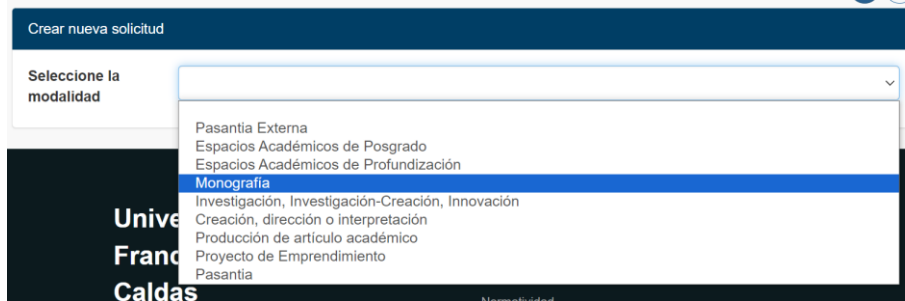 Crear nueva solicitud
Seleccione la
modalidad
Pasantia Externa
Espacios Académicos de Posgrado
Espacios Académicos de Profundización
Monografía
Investigación, Investigación-Creación, Innovación
Creación, dirección o interpretación
Producción de artículo académico
Proyecto de Emprendimiento
Pasantia
Unive
Franc
Caldas
Normatividad